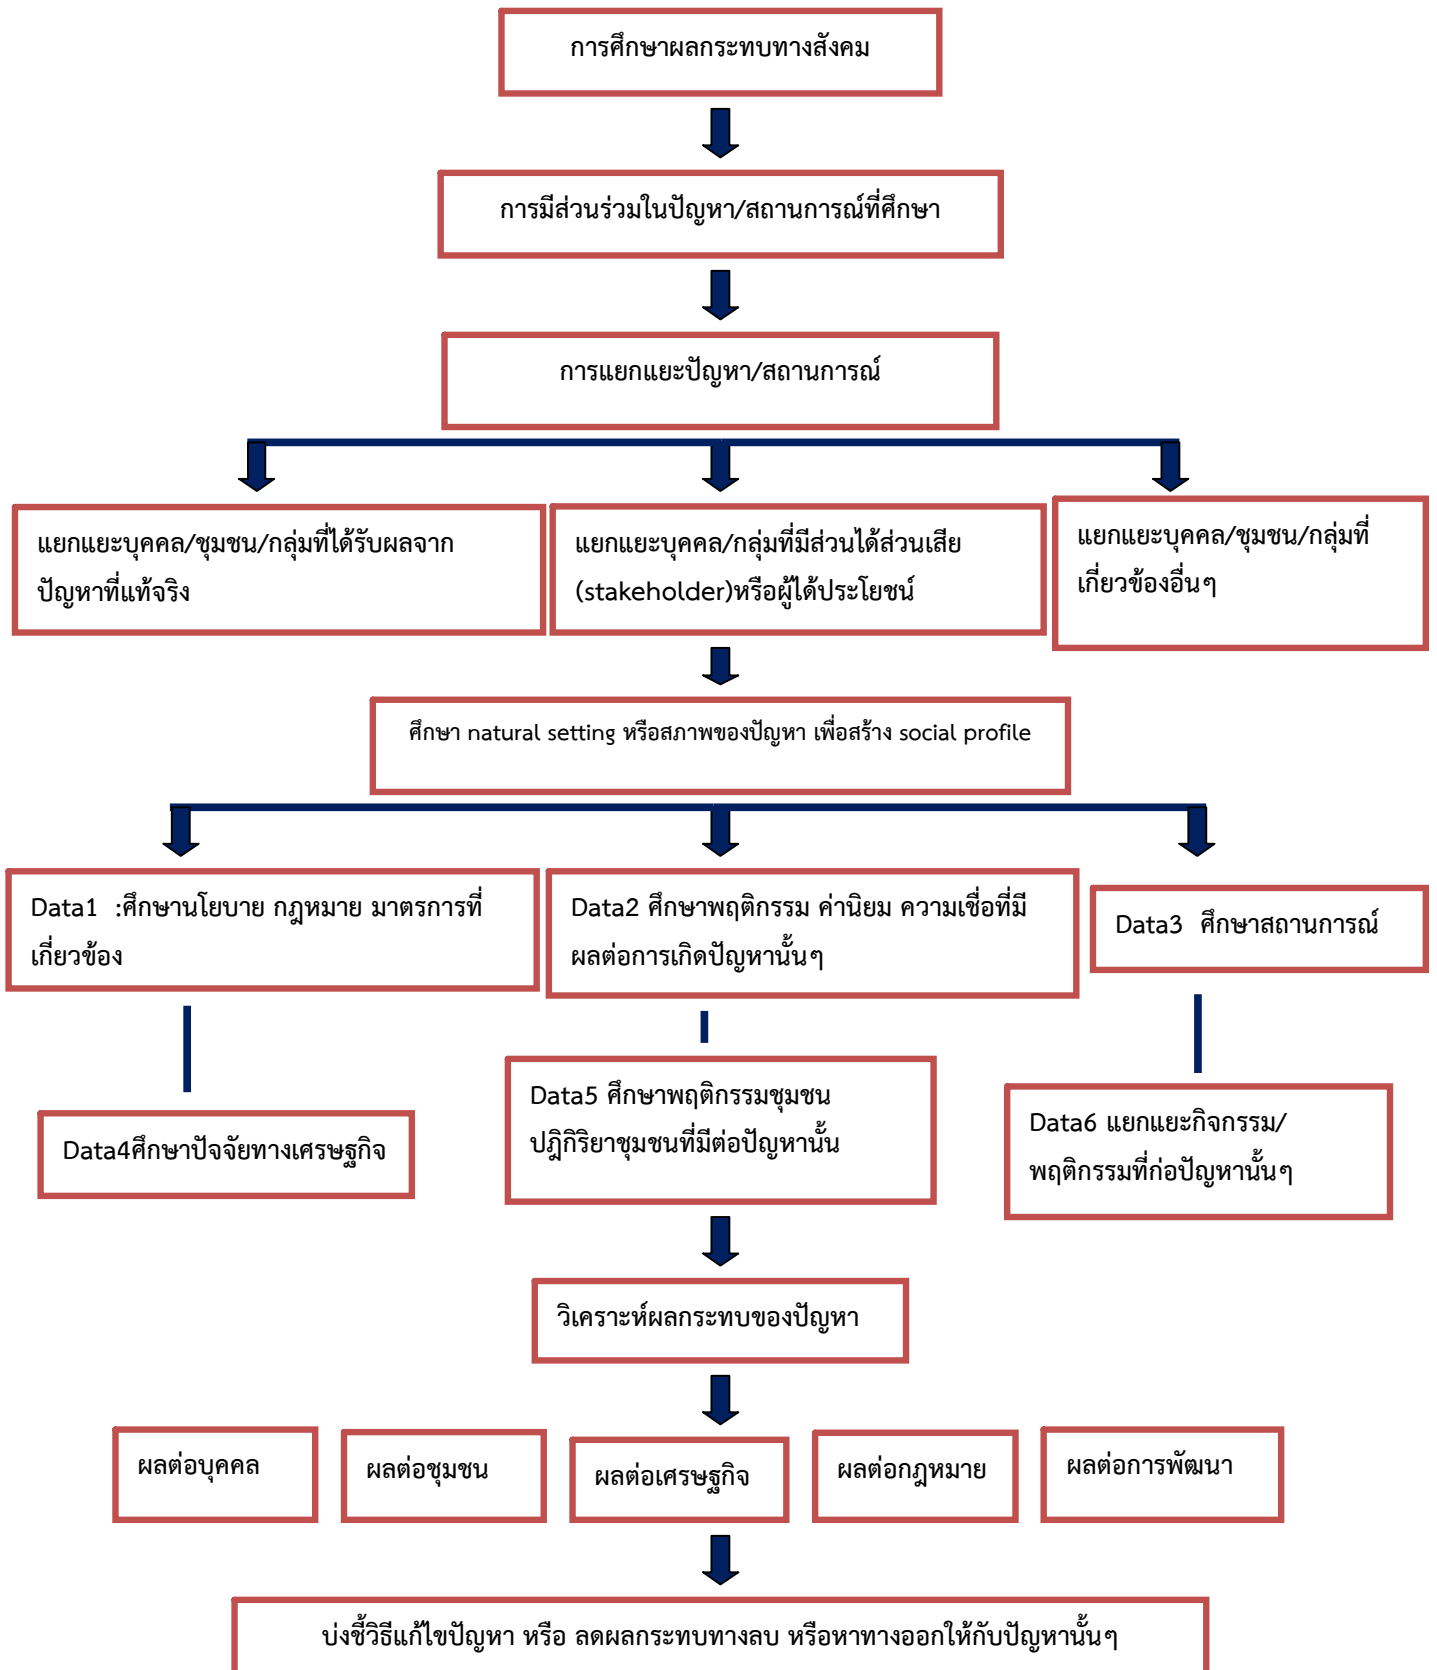 การศึกษาผลกระทบทางสังคม
การมีส่วนร่วมในปัญหา/สถานการณ์ที่ศึกษา
การแยกแยะปัญหา/สถานการณ์
แยกแยะบุคคล/ชุมชน/กลุ่มที่ได้รับผลจาก
ปัญหาที่แท้จริง
แยกแยะบุคคล/กลุ่มที่มีส่วนได้ส่วนเสีย
(stakeholder)หรือผู้ได้ประโยชน์
แยกแยะบุคคล/ชุมชน/กลุ่มที่
เกี่ยวข้องอื่นๆ
ศึกษา natural setting หรือสภาพของปัญหา เพื่อสร้าง social profile
Data1 :ศึกษานโยบาย กฎหมาย มาตรการที่
เกี่ยวข้อง
Data2 ศึกษาพฤติกรรม ค่านิยม ความเชื่อที่มี
ผลต่อการเกิดปัญหานั้นๆ
Data3 ศึกษาสถานการณ์
Data4ศึกษาปัจจัยทางเศรษฐกิจ
Data5 ศึกษาพฤติกรรมชุมชน
ปฎิกิริยาชุมชนที่มีต่อปัญหานั้น
Data6 แยกแยะกิจกรรม/
พฤติกรรมที่ก่อปัญหานั้นๆ
วิเคราะห์ผลกระทบของปัญหา
ผลต่อบุคคล
ผลต่อชุมชน
ผลต่อเศรษฐกิจ
ผลต่อกฎหมาย
ผลต่อการพัฒนา
บ่งชี้วิธีแก้ไขปัญหา หรือ ลดผลกระทบทางลบ หรือหาทางออกให้กับปัญหานั้นๆ